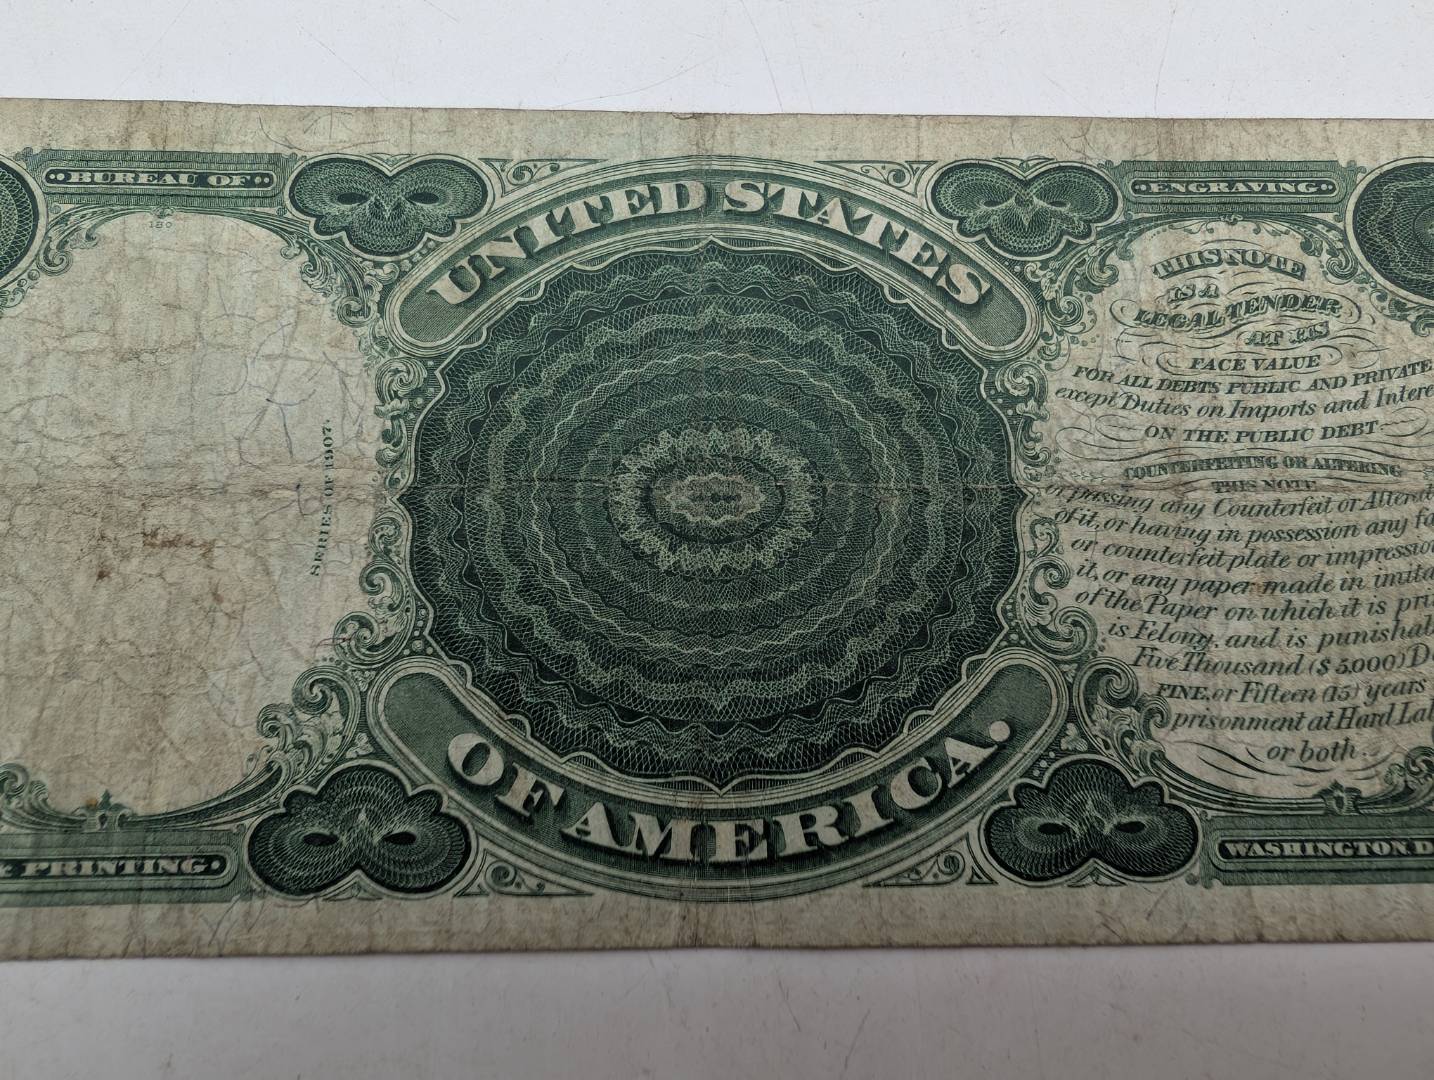 BUREAU OF
ENGRAVING
180
UNITED STATES
SERIES OF 1907.
THIS NOTE
IS A
LEGAL TENDER
AT ITS
FACE VALUE
FOR ALL DEBTS PUBLIC AND PRIVATE
except Duties on Imports and
ON THE PUBLIC DEBT
COUNTERFEITING OR ALTERING
THIS NOTE
or passing any Counterfeit or
of it, or having in possession any
or counterfeit plate or
it, or any paper made in
of the Paper on which it is
is Felony, and is
Five Thousand ($5,000)
FINE, or Fifteen (15) years
prisonment at Hard
or both.
OF AMERICA.
& PRINTING
WASHINGTON D